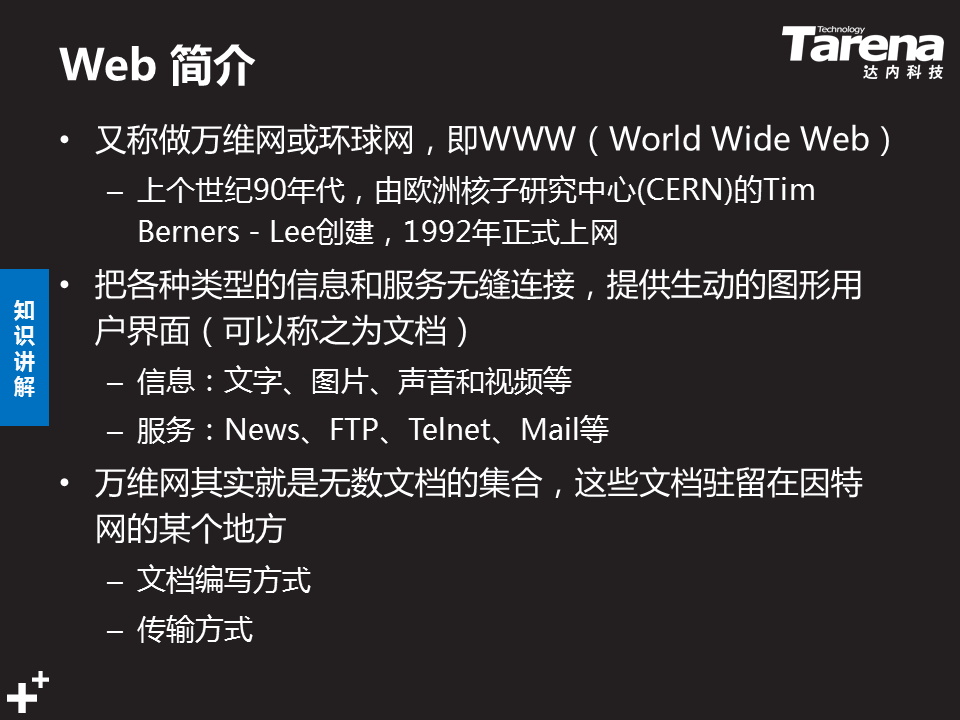 Web 简介
Technology
Tarena
达内科技
• 又称做万维网或环球网，即WWW（World Wide Web）
– 上个世纪90年代，由欧洲核子研究中心(CERN)的Tim
Berners－Lee创建，1992年正式上网
• 把各种类型的信息和服务无缝连接，提供生动的图形用
户界面（可以称之为文档）
– 信息：文字、图片、声音和视频等
– 服务：News、FTP、Telnet、Mail等
• 万维网其实就是无数文档的集合，这些文档驻留在因特
网的某个地方
– 文档编写方式
– 传输方式
知
识
讲
解